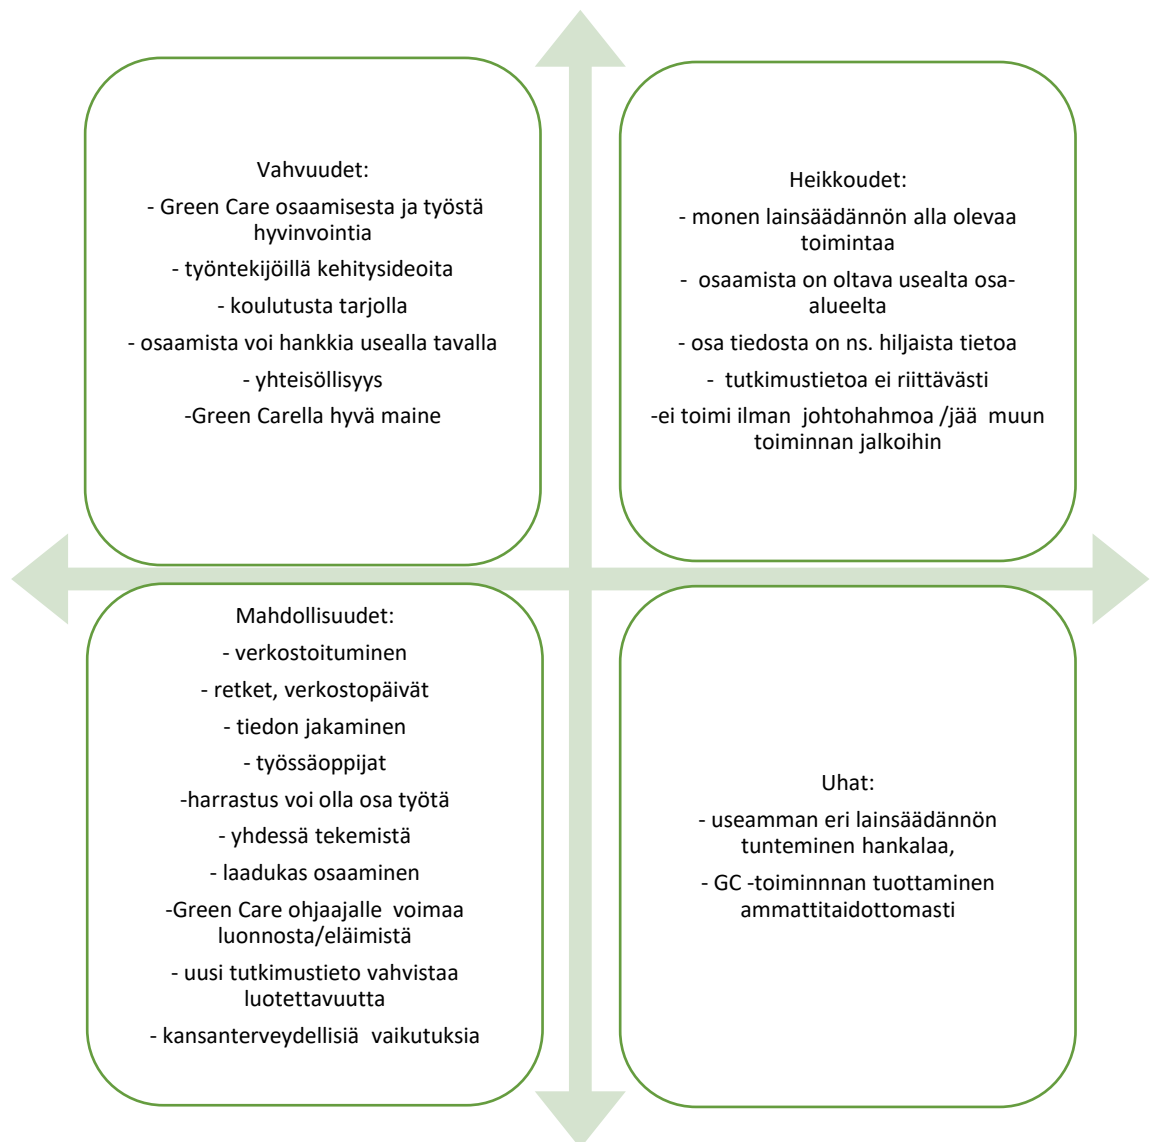 Vahvuudet:
- Green Care osaamisesta ja työstä
hyvinvointia
- työntekijöillä kehitysideoita
- koulutusta tarjolla
- osaamista voi hankkia usealla tavalla
- yhteisöllisyys
-Green Carella hyvä maine
Heikkoudet:
- monen lainsäädännön alla olevaa
toimintaa
- osaamista on oltava usealta osa-
alueelta
- osa tiedosta on ns. hiljaista tietoa
- tutkimustietoa ei riittävästi
-ei toimi ilman johtohahmoa /jää muun
toiminnan jalkoihin
Mahdollisuudet:
- verkostoituminen
- retket, verkostopäivät
- tiedon jakaminen
- työssäoppijat
-harrastus voi olla osa työtä
- yhdessä tekemistä
- laadukas osaaminen
-Green Care ohjaajalle voimaa
luonnosta/eläimistä
- uusi tutkimustieto vahvistaa
luotettavuutta
- kansanterveydellisiä vaikutuksia
Uhat:
- useamman eri lainsäädännön
tunteminen hankalaa,
- GC -toiminnnan tuottaminen
ammattitaidottomasti